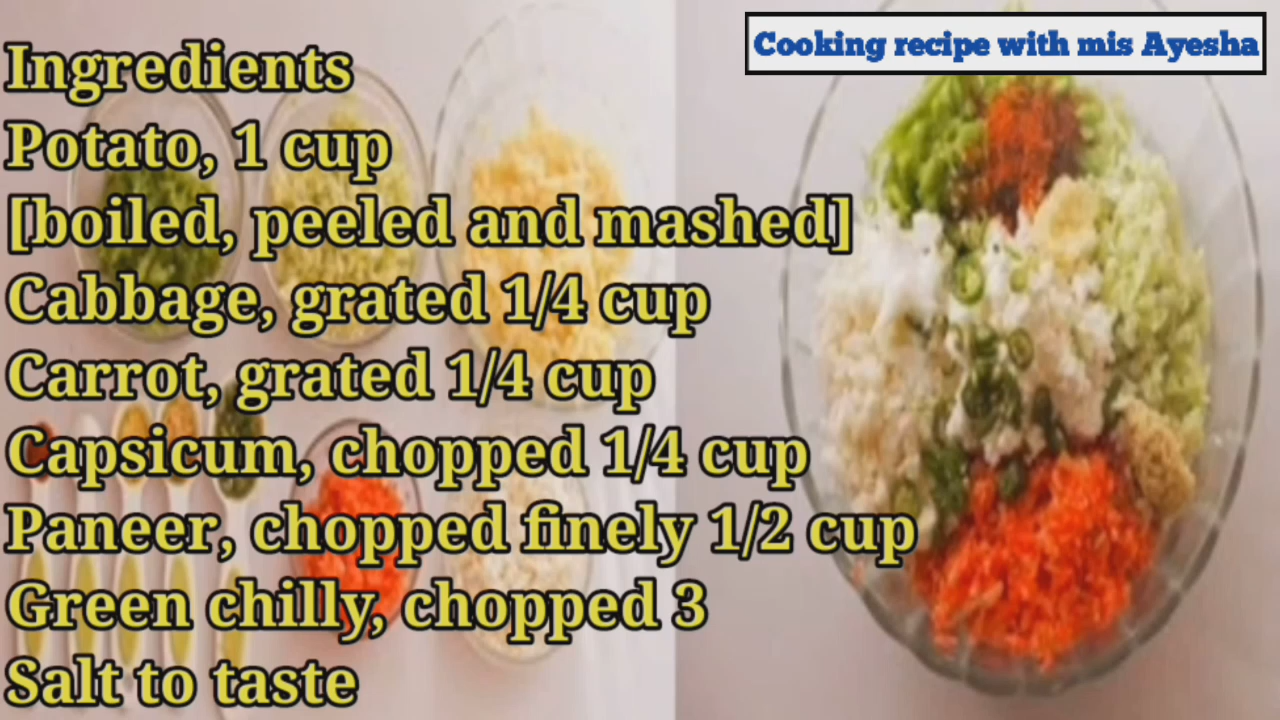 Cooking recipe with mis Ayesha
Ingredients
Potato, 1 cup
[boiled, peeled and mashed]
Cabbage, grated 1/4 cup
Carrot, grated 1/4 cup
Capsicum, chopped 1/4 cup
Paneer, chopped finely 1/2 cup
Green chilly, chopped 3
Salt to taste